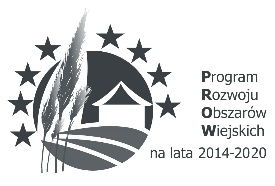 Program
Rozwoju
Obszarów
Wiejskich
na lata 2014-2020